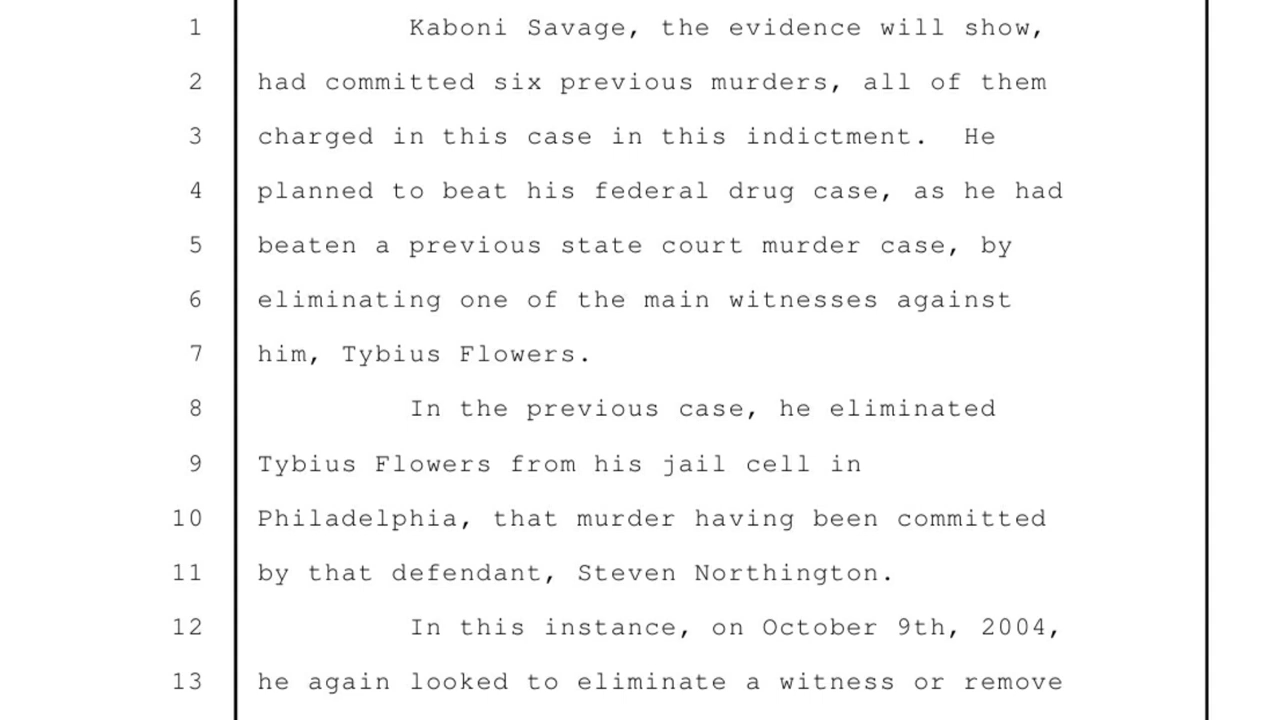 1 Kaboni Savage, the evidence will show,
2 had committed six previous murders, all of them
3 charged in this case in this indictment. He
4 planned to beat his federal drug case, as he had
5 beaten a previous state court murder case, by
6 eliminating one of the main witnesses against
7 him, Tybius Flowers.
8 In the previous case, he eliminated
9 Tybius Flowers from his jail cell in
10 Philadelphia, that murder having been committed
11 by that defendant, Steven Northington.
12 In this instance, on October 9th, 2004,
13 he again looked to eliminate a witness or remove